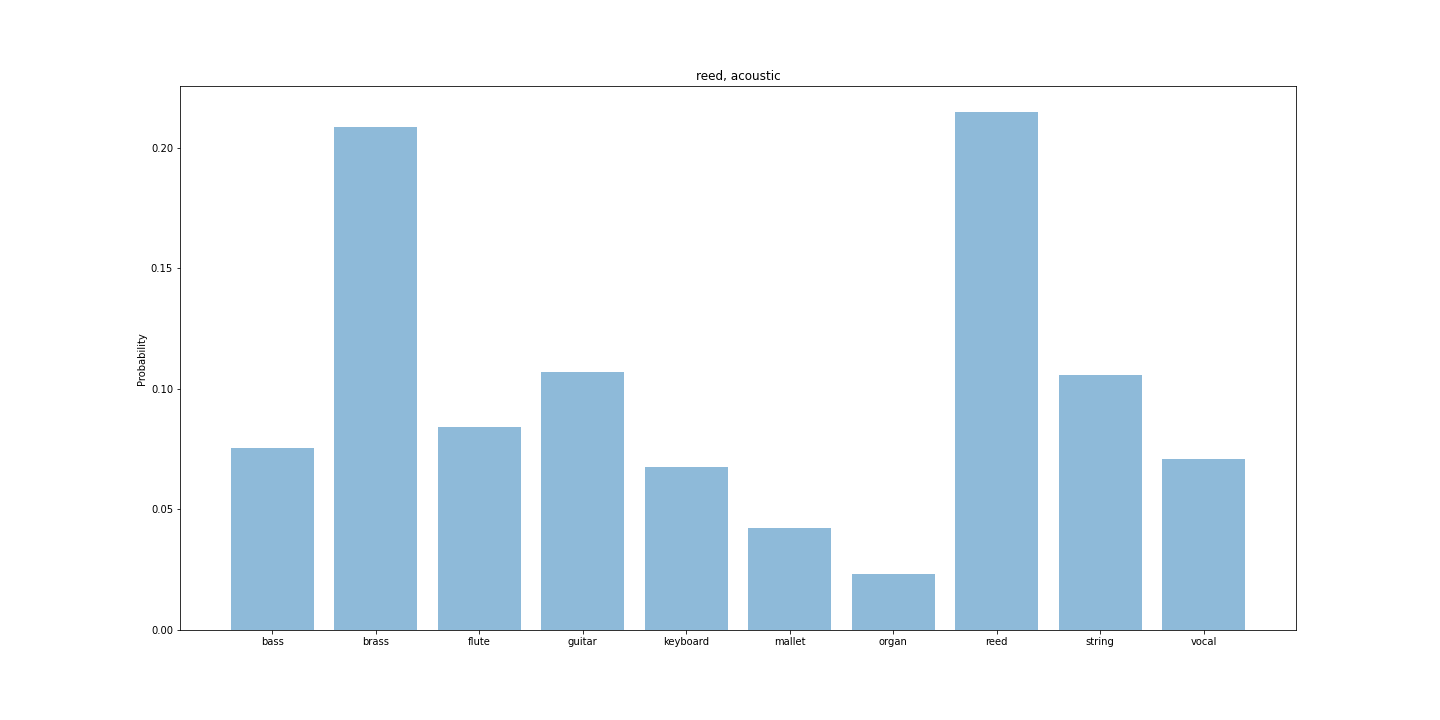 reed, acoustic
0.20
0.15
0.10
0.05
0.00
Probability
bass brass flute guitar keyboard mallet organ reed string vocal